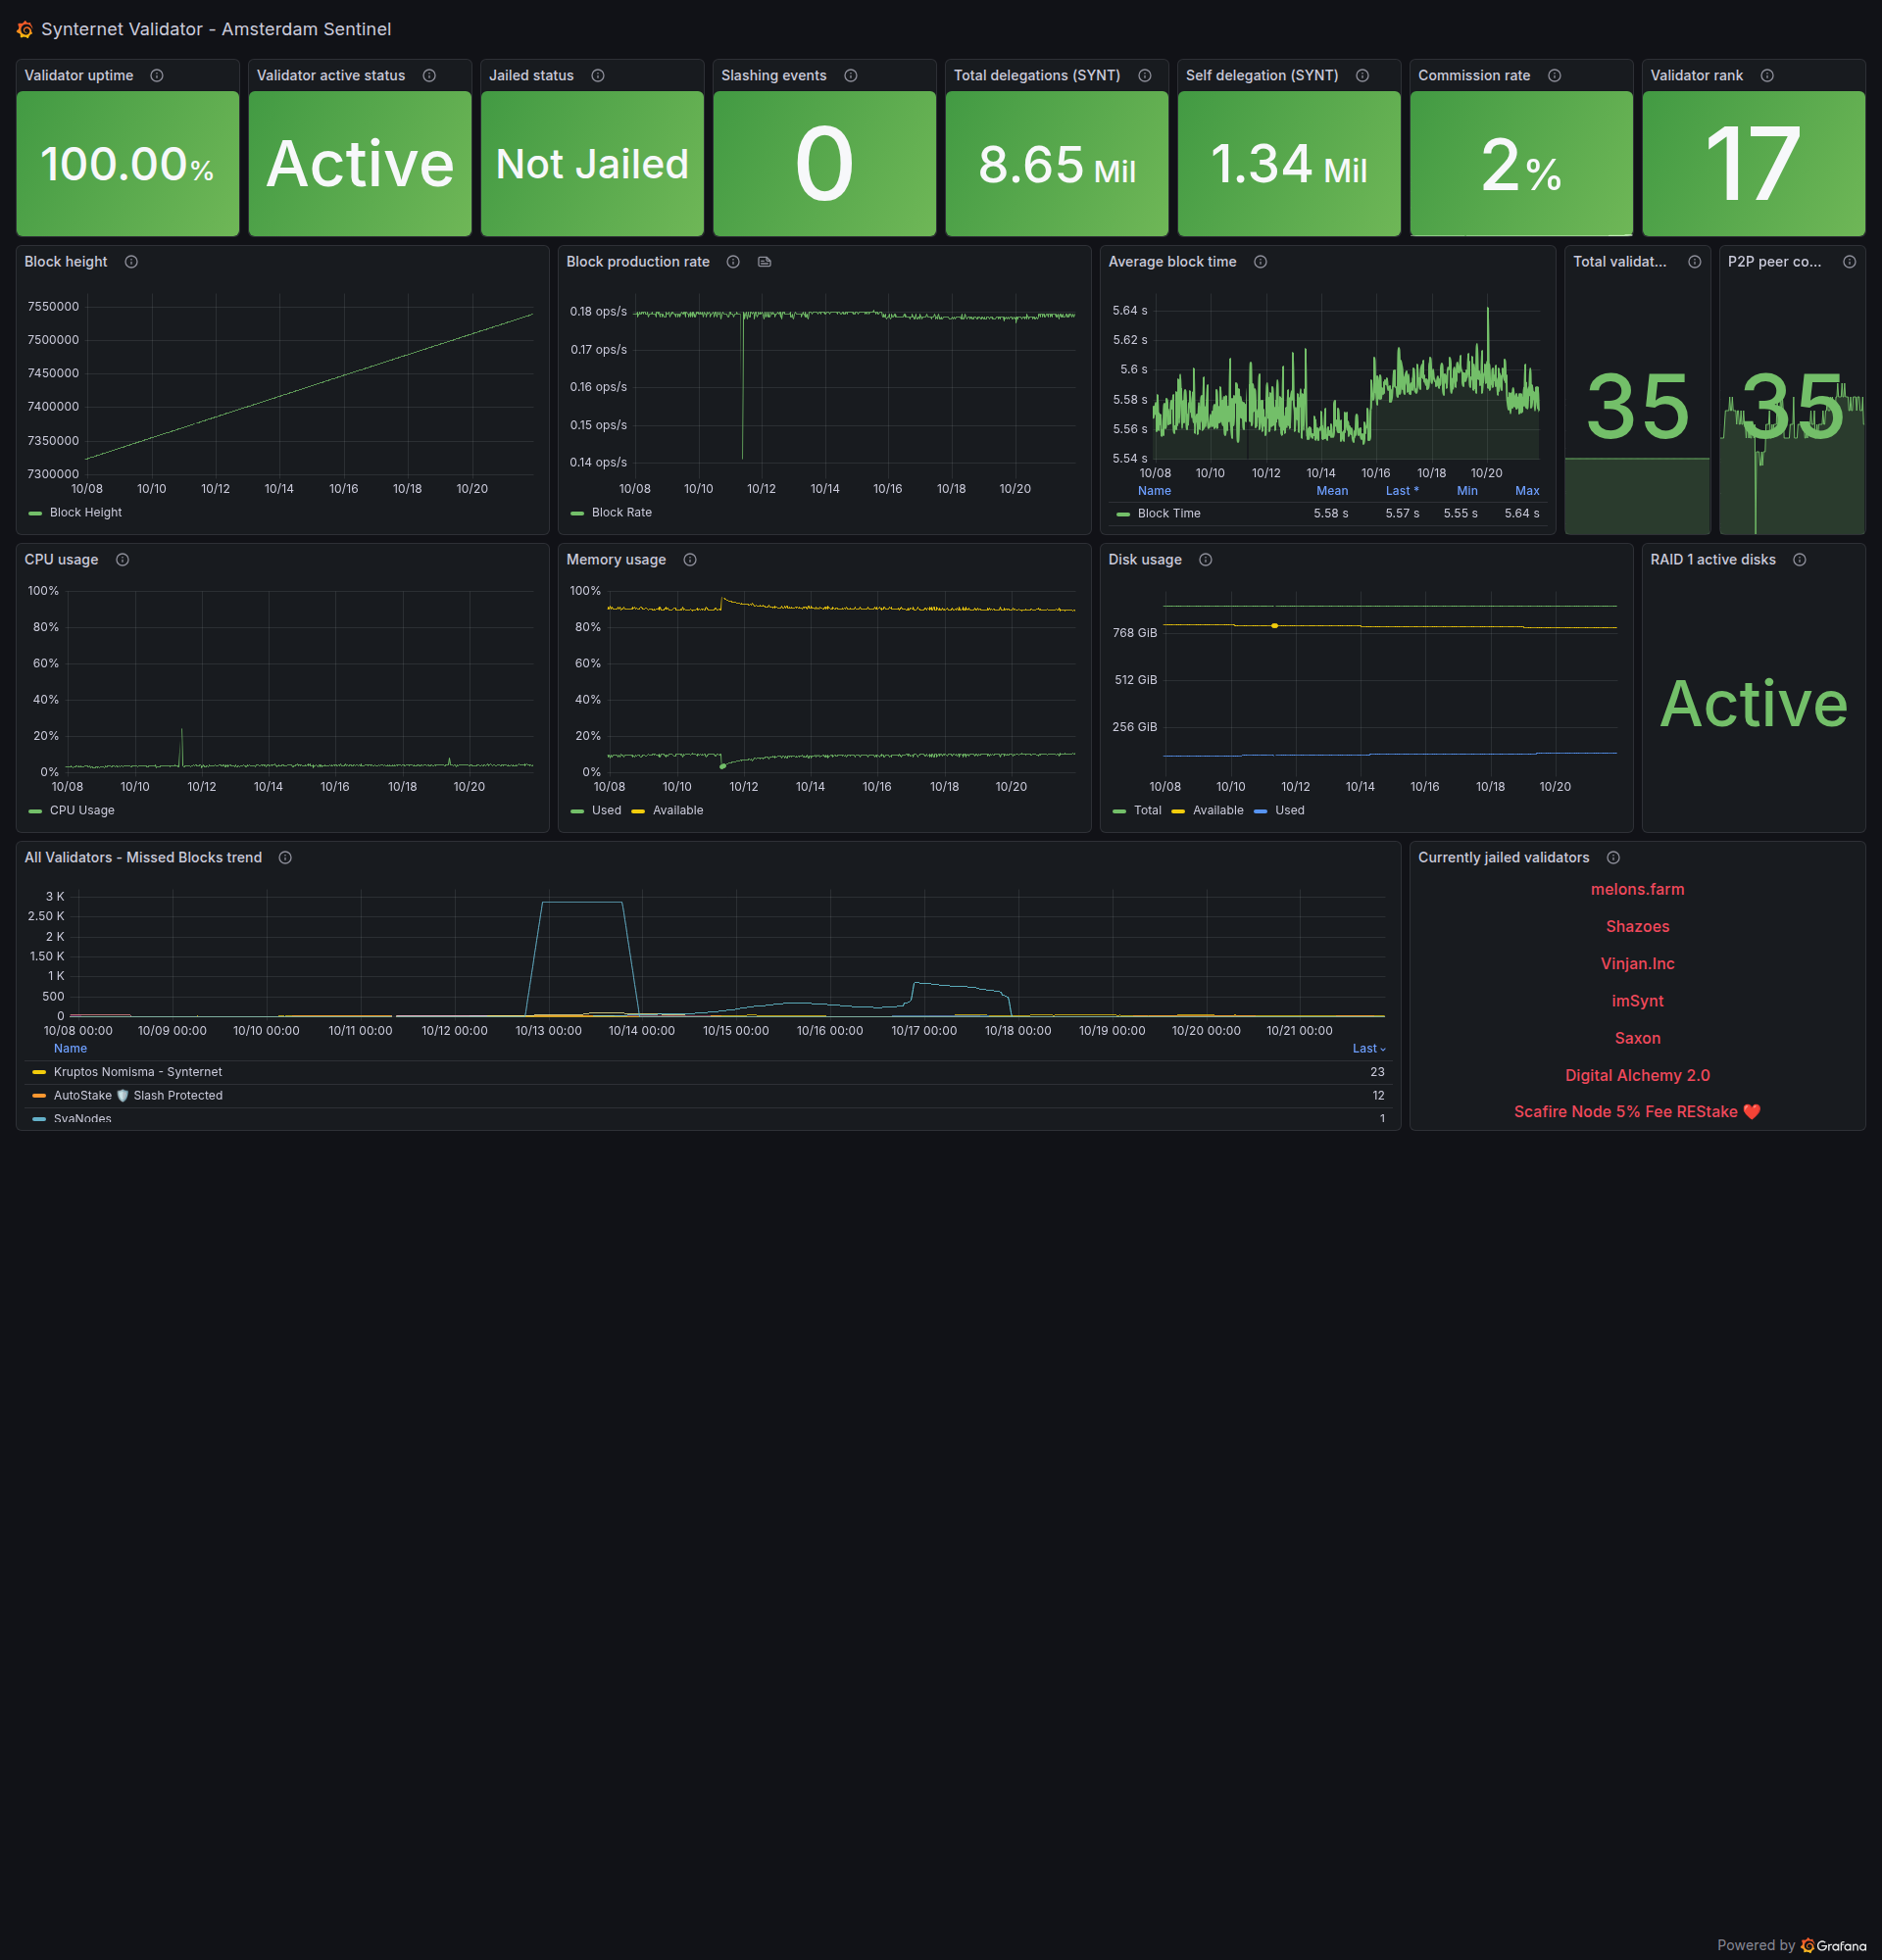 Synternet Validator - Amsterdam Sentinel
Validator uptime
100.00%
Validator active status
Active
Jailed status
Not Jailed
Slashing events
0
Total delegations (SYNT)
8.65 Mil
Self delegation (SYNT)
1.34 Mil
Commission rate
2%
Validator rank
17
Block height
7550000
7500000
7450000
7400000
7350000
7300000
10/08 10/10 10/12 10/14 10/16 10/18 10/20
Block Height
Block production rate
0.18 ops/s
0.17 ops/s
0.16 ops/s
0.15 ops/s
0.14 ops/s
10/08 10/10 10/12 10/14 10/16 10/18 10/20
Block Rate
Average block time
5.64 s
5.62 s
5.6 s
5.58 s
5.56 s
5.54 s
10/08 10/10 10/12 10/14 10/16 10/18 10/20
Name Mean Last * Min Max
Block Time 5.58 s 5.57 s 5.55 s 5.64 s
Total validat...
35
P2P peer co...
35
CPU usage
100%
80%
60%
40%
20%
0%
10/08 10/10 10/12 10/14 10/16 10/18 10/20
CPU Usage
Memory usage
100%
80%
60%
40%
20%
0%
10/08 10/10 10/12 10/14 10/16 10/18 10/20
Used Available
Disk usage
768 GiB
512 GiB
256 GiB
10/08 10/10 10/12 10/14 10/16 10/18 10/20
Total Available Used
RAID 1 active disks
Active
All Validators - Missed Blocks trend
3 K
2.50 K
2 K
1.50 K
1 K
500
0
10/08 00:00 10/09 00:00 10/10 00:00 10/11 00:00 10/12 00:00 10/13 00:00 10/14 00:00 10/15 00:00 10/16 00:00 10/17 00:00 10/18 00:00 10/19 00:00 10/20 00:00 10/21 00:00
Name Last
Kruptos Nomisma - Synternet 23
AutoStake 🛡️ Slash Protected 12
SvaNodes 1
Currently jailed validators
melons.farm
Shazoes
Vinjan.Inc
imSynt
Saxon
Digital Alchemy 2.0
Scafire Node 5% Fee REStake ❤️
Powered by Grafana